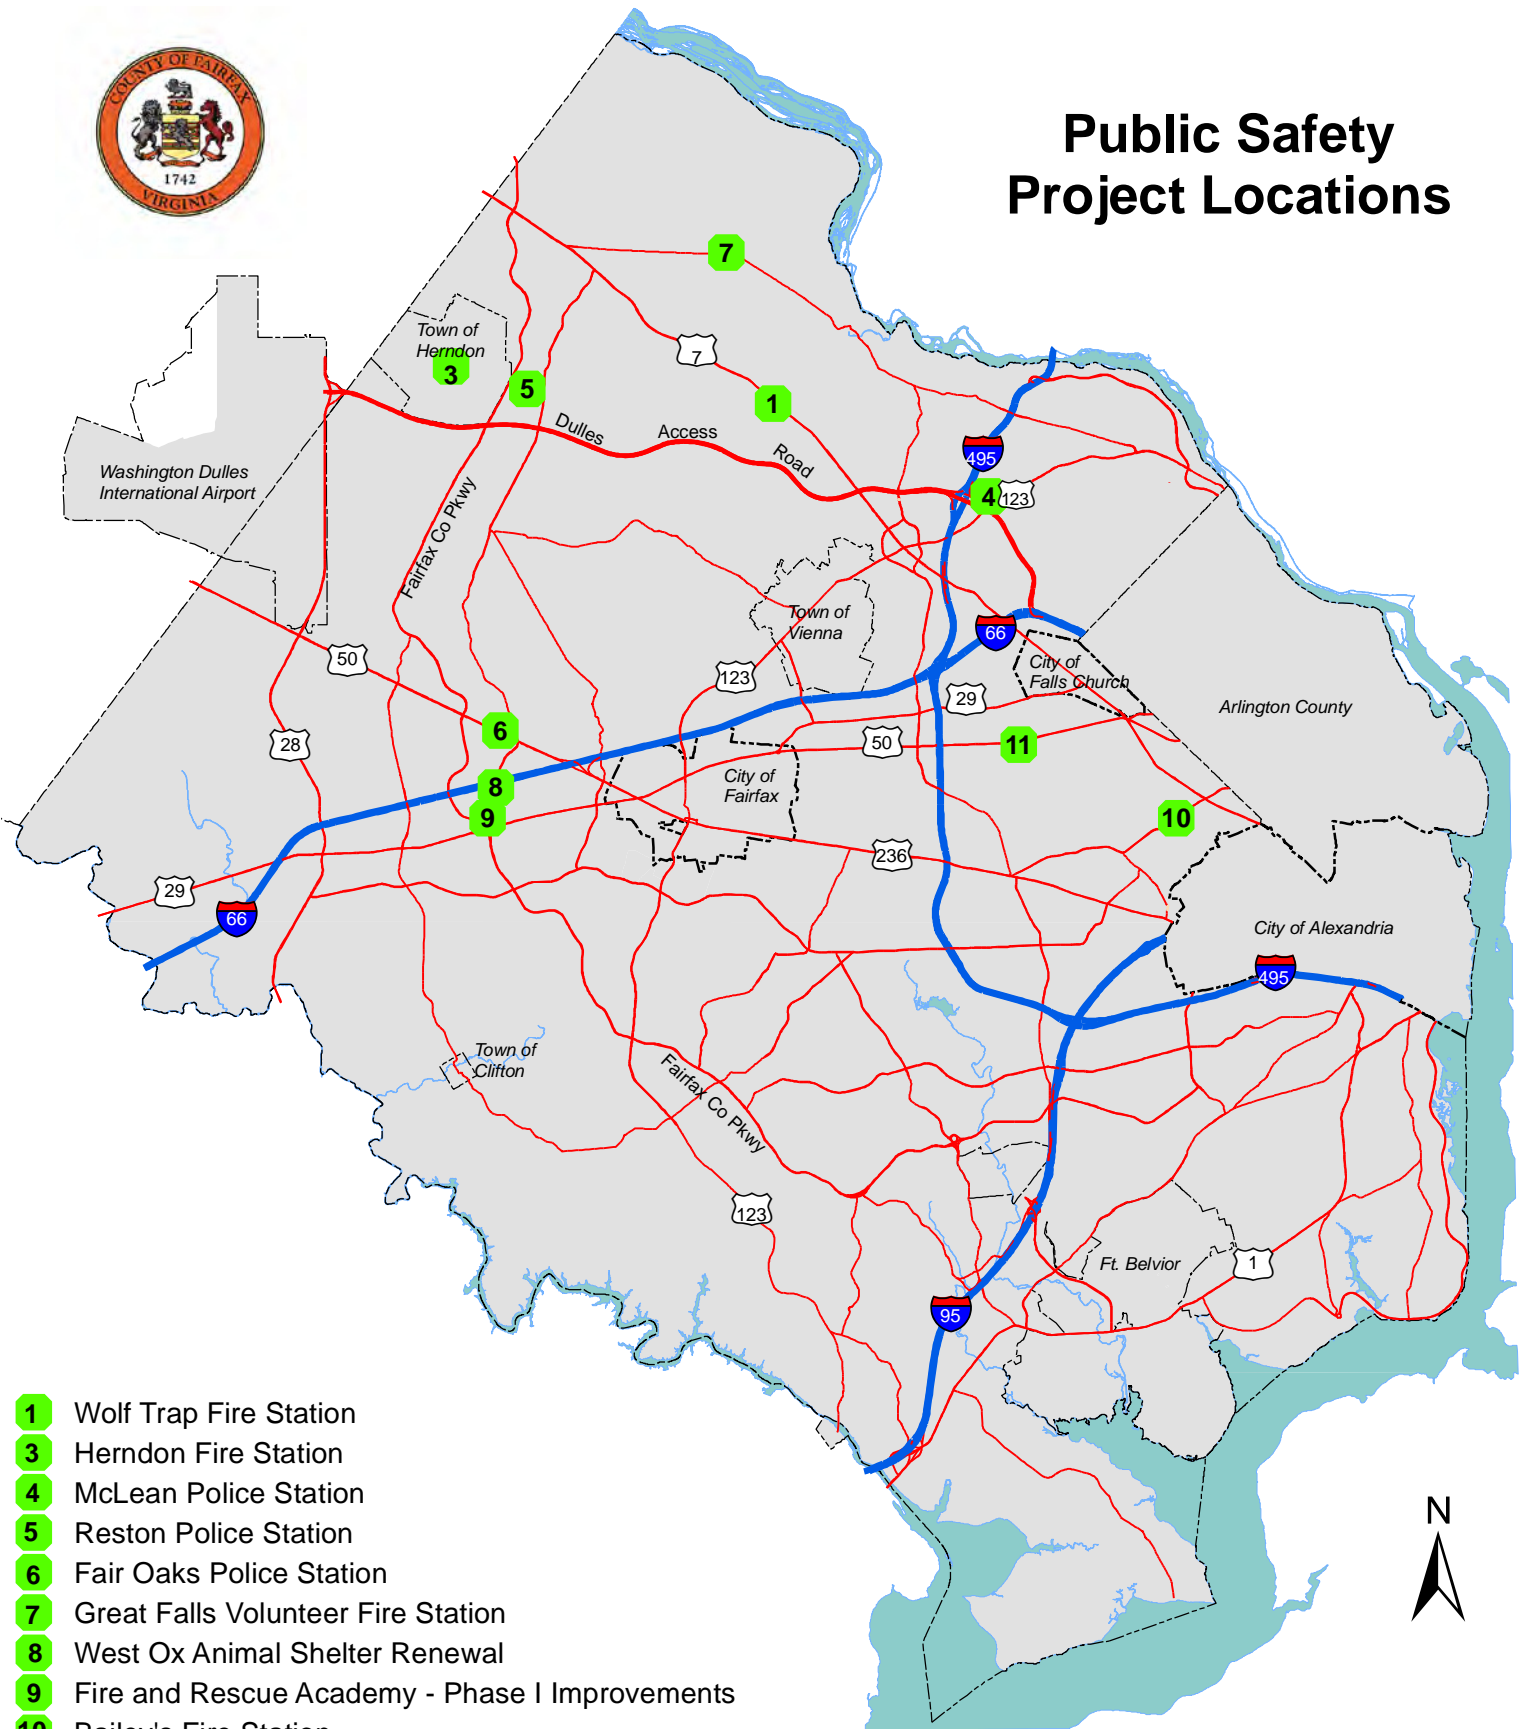 COUNTY OF FAIRFAX
1742
VIRGINIA
Public Safety
Project Locations
7
Town of
Herndon
3
5
7
1
Dulles
Access
Road
495
4
123
Washington Dulles
International Airport
Fairfax Co Pkwy
Town of
Vienna
66
50
123
City of
Falls Church
29
Arlington County
6
28
50
11
8
City of
Fairfax
9
10
236
29
66
City of Alexandria
495
Town of
Clifton
Fairfax Co Pkwy
123
Ft. Belvior
1
95
1 Wolf Trap Fire Station
3 Herndon Fire Station
4 McLean Police Station
5 Reston Police Station
6 Fair Oaks Police Station
7 Great Falls Volunteer Fire Station
8 West Ox Animal Shelter Renewal
9 Fire and Rescue Academy - Phase I Improvements
10 Bailey's Fire Station
N